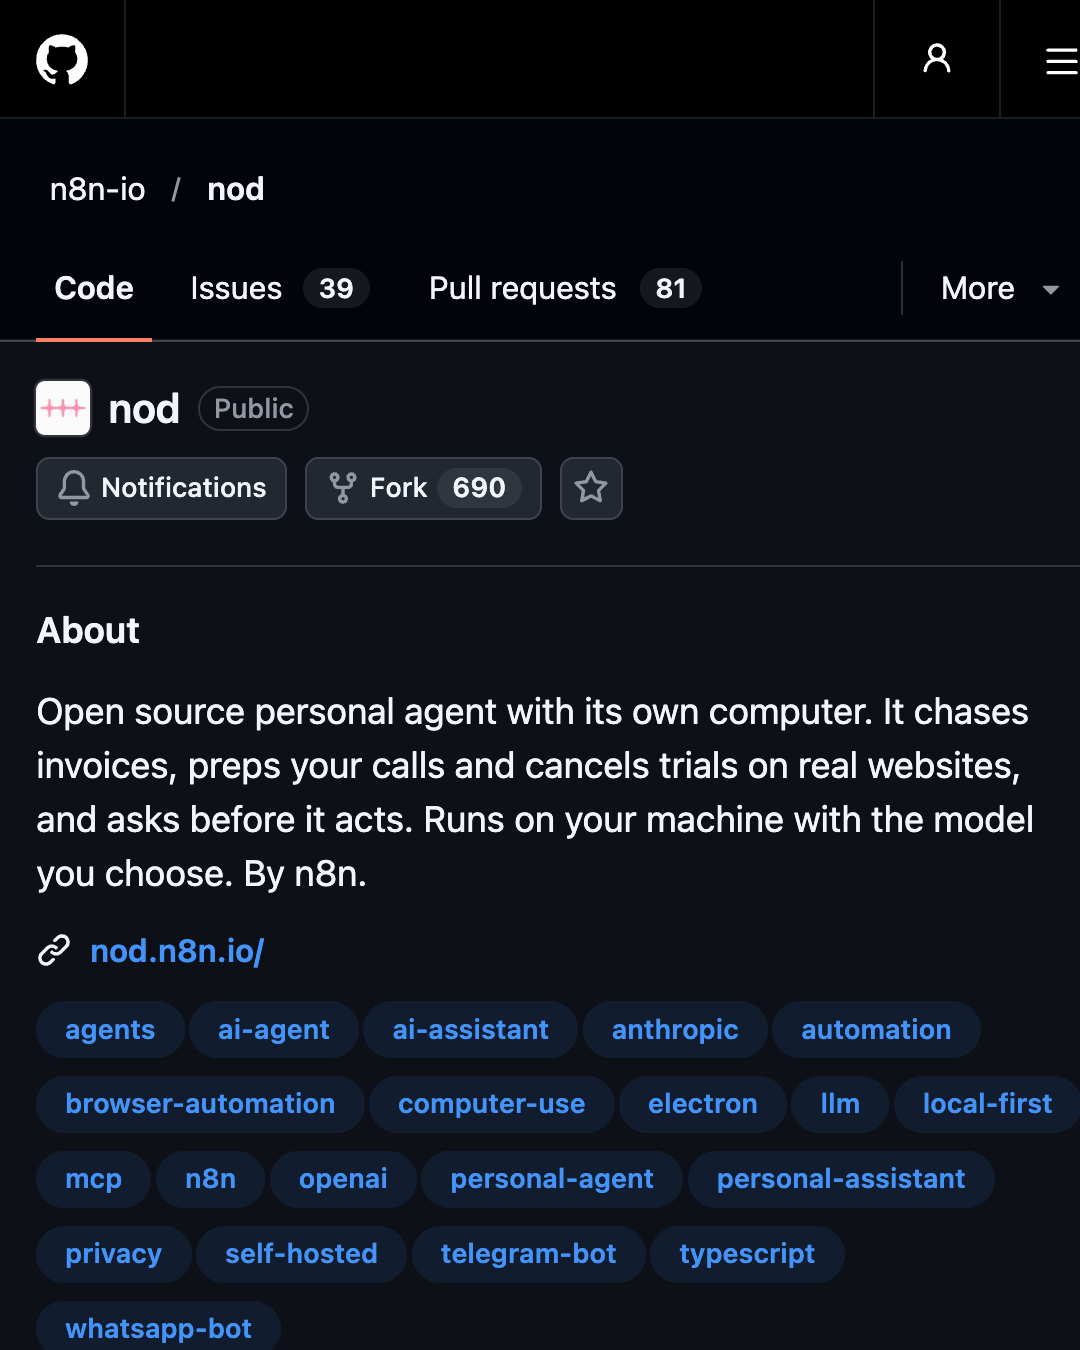 n8n-io / nod
Code Issues 39 Pull requests 81 More
nod Public
Notifications Fork 690
About
Open source personal agent with its own computer. It chases
invoices, preps your calls and cancels trials on real websites,
and asks before it acts. Runs on your machine with the model
you choose. By n8n.
nod.n8n.io/
agents ai-agent ai-assistant anthropic automation
browser-automation computer-use electron llm local-first
mcp n8n openai personal-agent personal-assistant
privacy self-hosted telegram-bot typescript
whatsapp-bot